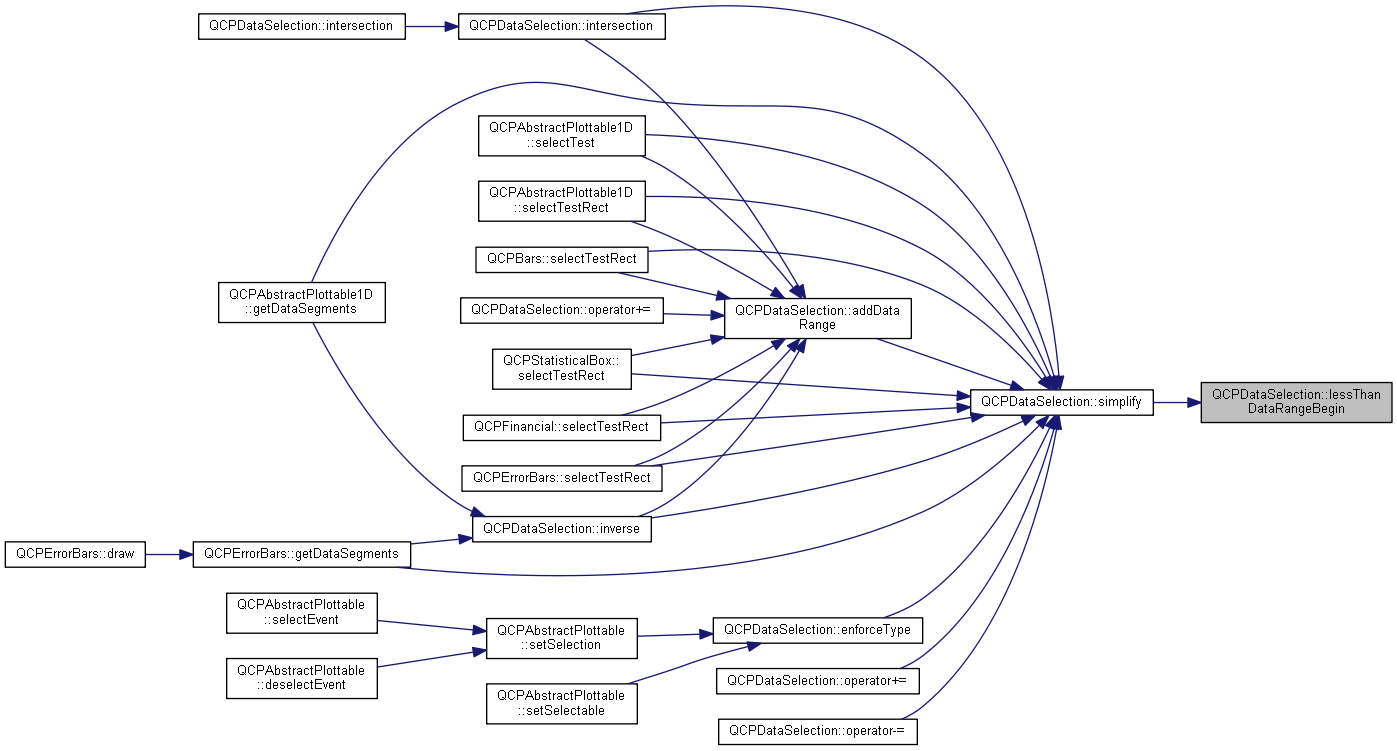 QCPDataSelection::intersection
QCPDataSelection::intersection
QCPAbstractPlottable1D
::selectTest
QCPAbstractPlottable1D
::selectTestRect
QCPBars::selectTestRect
QCPAbstractPlottable1D
::getDataSegments
QCPDataSelection::operator+=
QCPDataSelection::addData
Range
QCPStatisticalBox::
selectTestRect
QCPDataSelection::simplify
QCPDataSelection::lessThan
DataRangeBegin
QCPFinancial::selectTestRect
QCPErrorBars::selectTestRect
QCPDataSelection::inverse
QCPErrorBars::draw
QCPErrorBars::getDataSegments
QCPAbstractPlottable
::selectEvent
QCPAbstractPlottable
::setSelection
QCPDataSelection::enforceType
QCPAbstractPlottable
::deselectEvent
QCPAbstractPlottable
::setSelectable
QCPDataSelection::operator+=
QCPDataSelection::operator-=